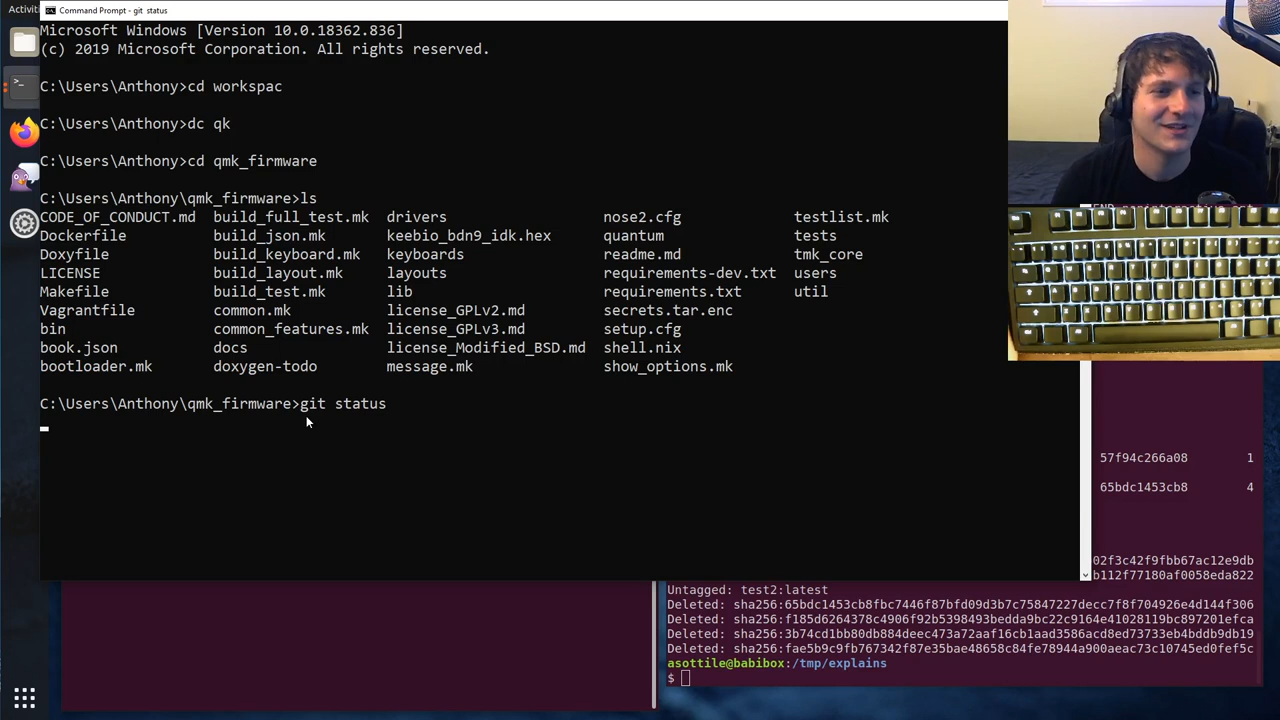 Activiti
Command Prompt - git status
Microsoft Windows [Version 10.0.18362.836]
(c) 2019 Microsoft Corporation. All rights reserved.
C:\Users\Anthony>cd workspac
C:\Users\Anthony>dc qk
C:\Users\Anthony>cd qmk_firmware
C:\Users\Anthony\qmk_firmware>ls
CODE_OF_CONDUCT.md build_full_test.mk drivers nose2.cfg testlist.mk
Dockerfile build_json.mk keebio_bdn9_idk.hex quantum tests
Doxyfile build_keyboard.mk keyboards readme.md tmk_core
LICENSE build_layout.mk layouts requirements-dev.txt users
Makefile build_test.mk lib requirements.txt util
Vagrantfile common.mk license_GPLv2.md secrets.tar.enc
bin common_features.mk license_GPLv3.md setup.cfg
book.json docs license_Modified_BSD.md shell.nix
bootloader.mk doxygen-todo message.mk show_options.mk
C:\Users\Anthony\qmk_firmware>git status
57f94c266a08 1
65bdc1453cb8 4
02f3c42f9fbb67ac12e9db
b112f77180af0058eda822
Untagged: test2:latest
Deleted: sha256:65bdc1453cb8fbc7446f87bfd09d3b7c75847227decc7f8f704926e4d144f306
Deleted: sha256:f185d6264378c4906f92b5398493bedda9bc22c9164e41028119bc897201efca
Deleted: sha256:3b74cd1bb80db884deec473a72aaf16cb1aad3586acd8ed73733eb4bddb9db19
Deleted: sha256:fae5b9c9fb767342f87e35bae48658c84fe78944a900aeac73c10745ed0fef5c
asottile@babibox:/tmp/explains
$